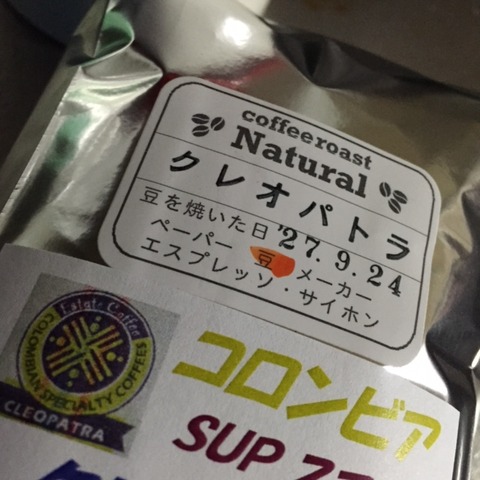 coffee roast
Natural
クレオパトラ
豆を焼いた日 '27.9.24
ペーパー 豆 メーカー
エスプレッソ・サイホン
Estate Coffee
COLOMBIAN SPECIALTY COFFEES
CLEOPATRA
コロンビア
SUP